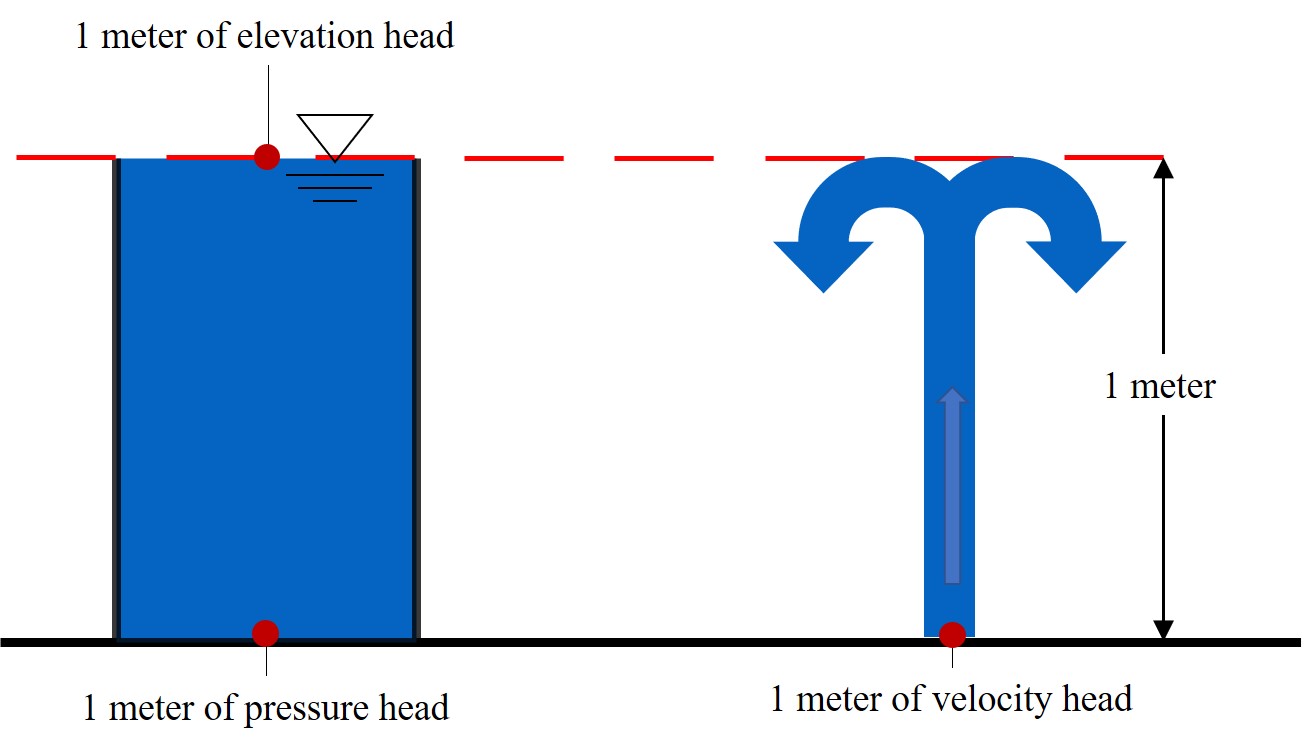 1 meter of elevation head
1 meter
1 meter of pressure head
1 meter of velocity head